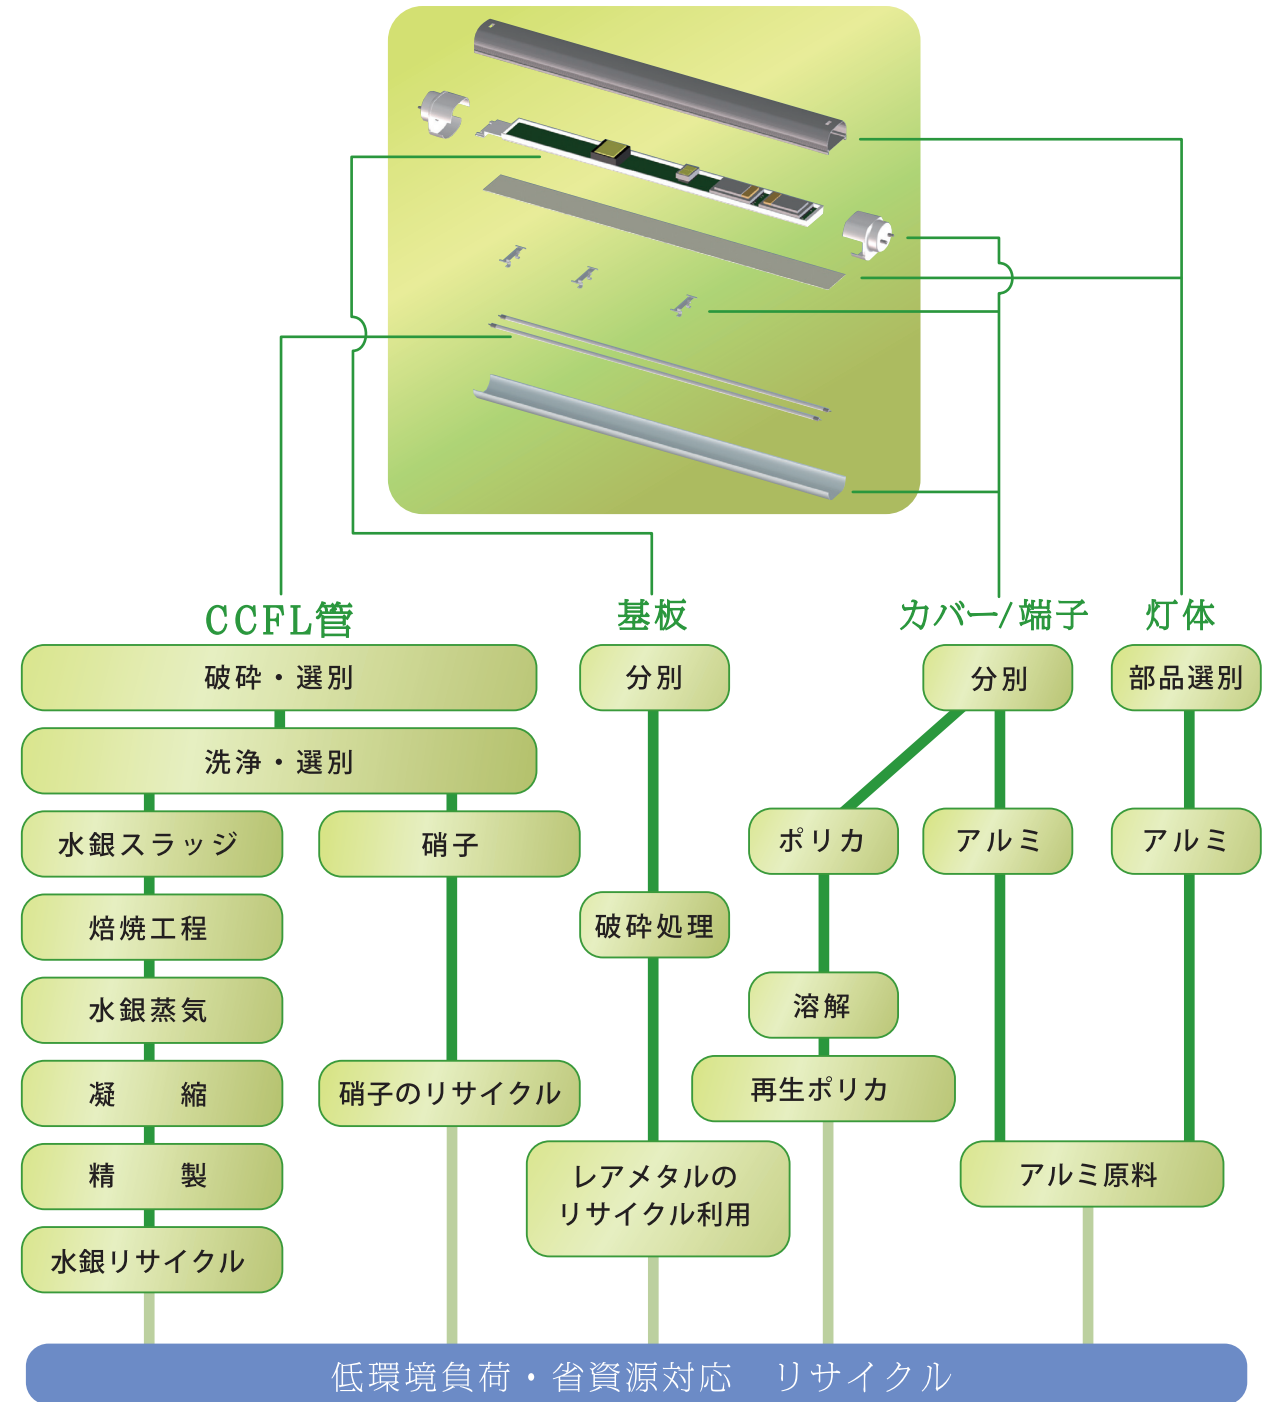 CCFL管
基板
カバー/端子
灯体
破砕・選別
分別
分別
部品選別
洗浄・選別
水銀スラッジ
硝子
ポリカ
アルミ
アルミ
焙焼工程
破砕処理
水銀蒸気
溶解
凝　縮
硝子のリサイクル
再生ポリカ
精　製
レアメタルの
リサイクル利用
アルミ原料
水銀リサイクル
低環境負荷・省資源対応　リサイクル